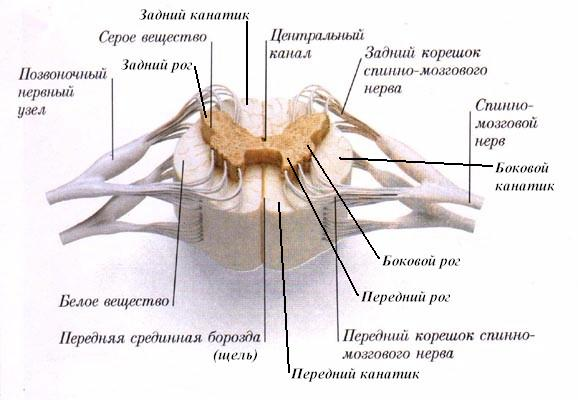 Задний канатик
Серое вещество
Центральный
канал
Задний рог
Задний корешок
спинно-мозгового
нерва
Позвоночный
нервный
узел
Спинно-
мозговой
нерв
Боковой
канатик
Боковой рог
Передний рог
Белое вещество
Передняя срединная борозда
(щель)
Передний корешок спинно-
мозгового нерва
Передний канатик